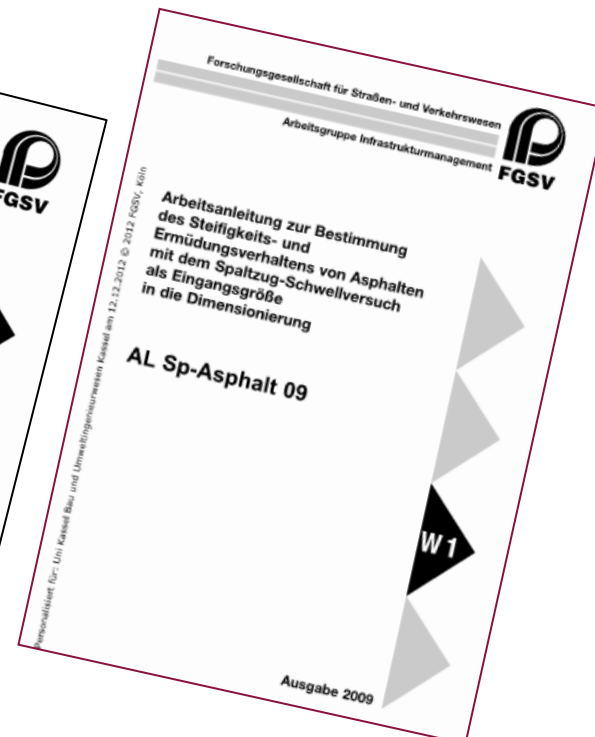 FGSV
Forschungsgesellschaft für Straßen- und Verkehrswesen
Arbeitsgruppe Infrastrukturmanagement
FGSV
Arbeitsanleitung zur Bestimmung
des Steifigkeits- und
Ermüdungsverhaltens von Asphalten
mit dem Spaltzug-Schwellversuch
als Eingangsgröße
in die Dimensionierung
AL Sp-Asphalt 09
W 1
Ausgabe 2009
Personalisiert für: Uni Kassel Bau und Umweltingenieurwesen Kassel am 12.12.2012 © 2012 FGSV, Köln